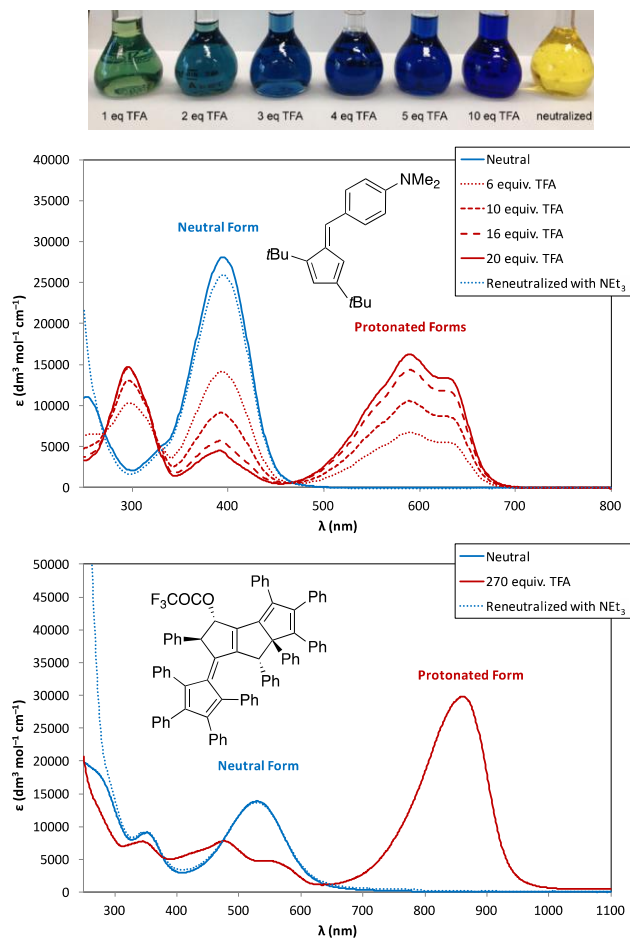 1 eq TFA 2 eq TFA 3 eq TFA 4 eq TFA 5 eq TFA 10 eq TFA neutralized
40000
35000
30000
25000
20000
15000
10000
5000
0
ε (dm³ mol⁻¹ cm⁻¹)
300 400 500 600 700 800
λ (nm)
Neutral
6 equiv. TFA
10 equiv. TFA
16 equiv. TFA
20 equiv. TFA
Reneutralized with NEt₃
Neutral Form
Protonated Forms
NMe₂
tBu
tBu
50000
45000
40000
35000
30000
25000
20000
15000
10000
5000
0
ε (dm³ mol⁻¹ cm⁻¹)
300 400 500 600 700 800 900 1000 1100
λ (nm)
Neutral
270 equiv. TFA
Reneutralized with NEt₃
Neutral Form
Protonated Form
F₃COCO
Ph
Ph
Ph
Ph
Ph
Ph
Ph
Ph
Ph
Ph